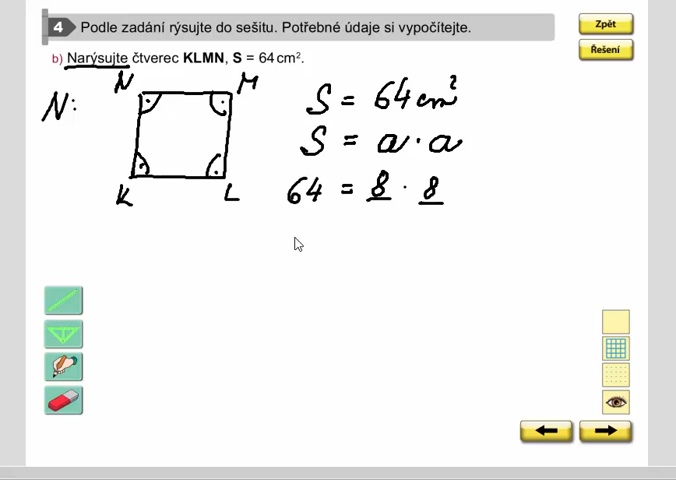 4 Podle zadání rýsujte do sešitu. Potřebné údaje si vypočítejte.
Zpět
Řešení
b) Narýsujte čtverec KLMN, S = 64 cm².
N:
N M
K L
S = 64 cm²
S = a · a
64 = 8 · 8